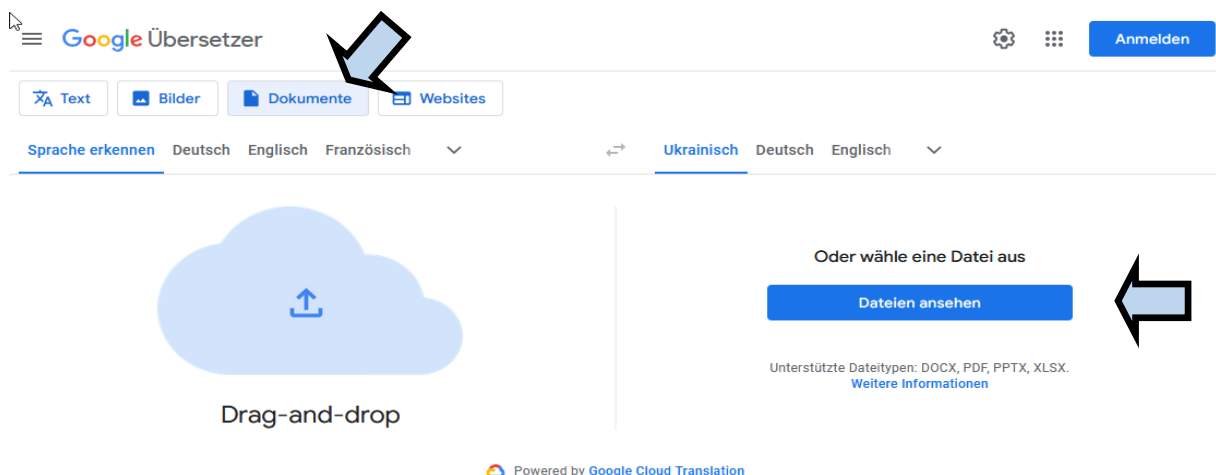 Google Übersetzer
Anmelden
Text Bilder Dokumente Websites
Sprache erkennen Deutsch Englisch Französisch Ukrainisch Deutsch Englisch
Oder wähle eine Datei aus
Dateien ansehen
Unterstützte Dateitypen: DOCX, PDF, PPTX, XLSX.
Weitere Informationen
Drag-and-drop
Powered by Google Cloud Translation